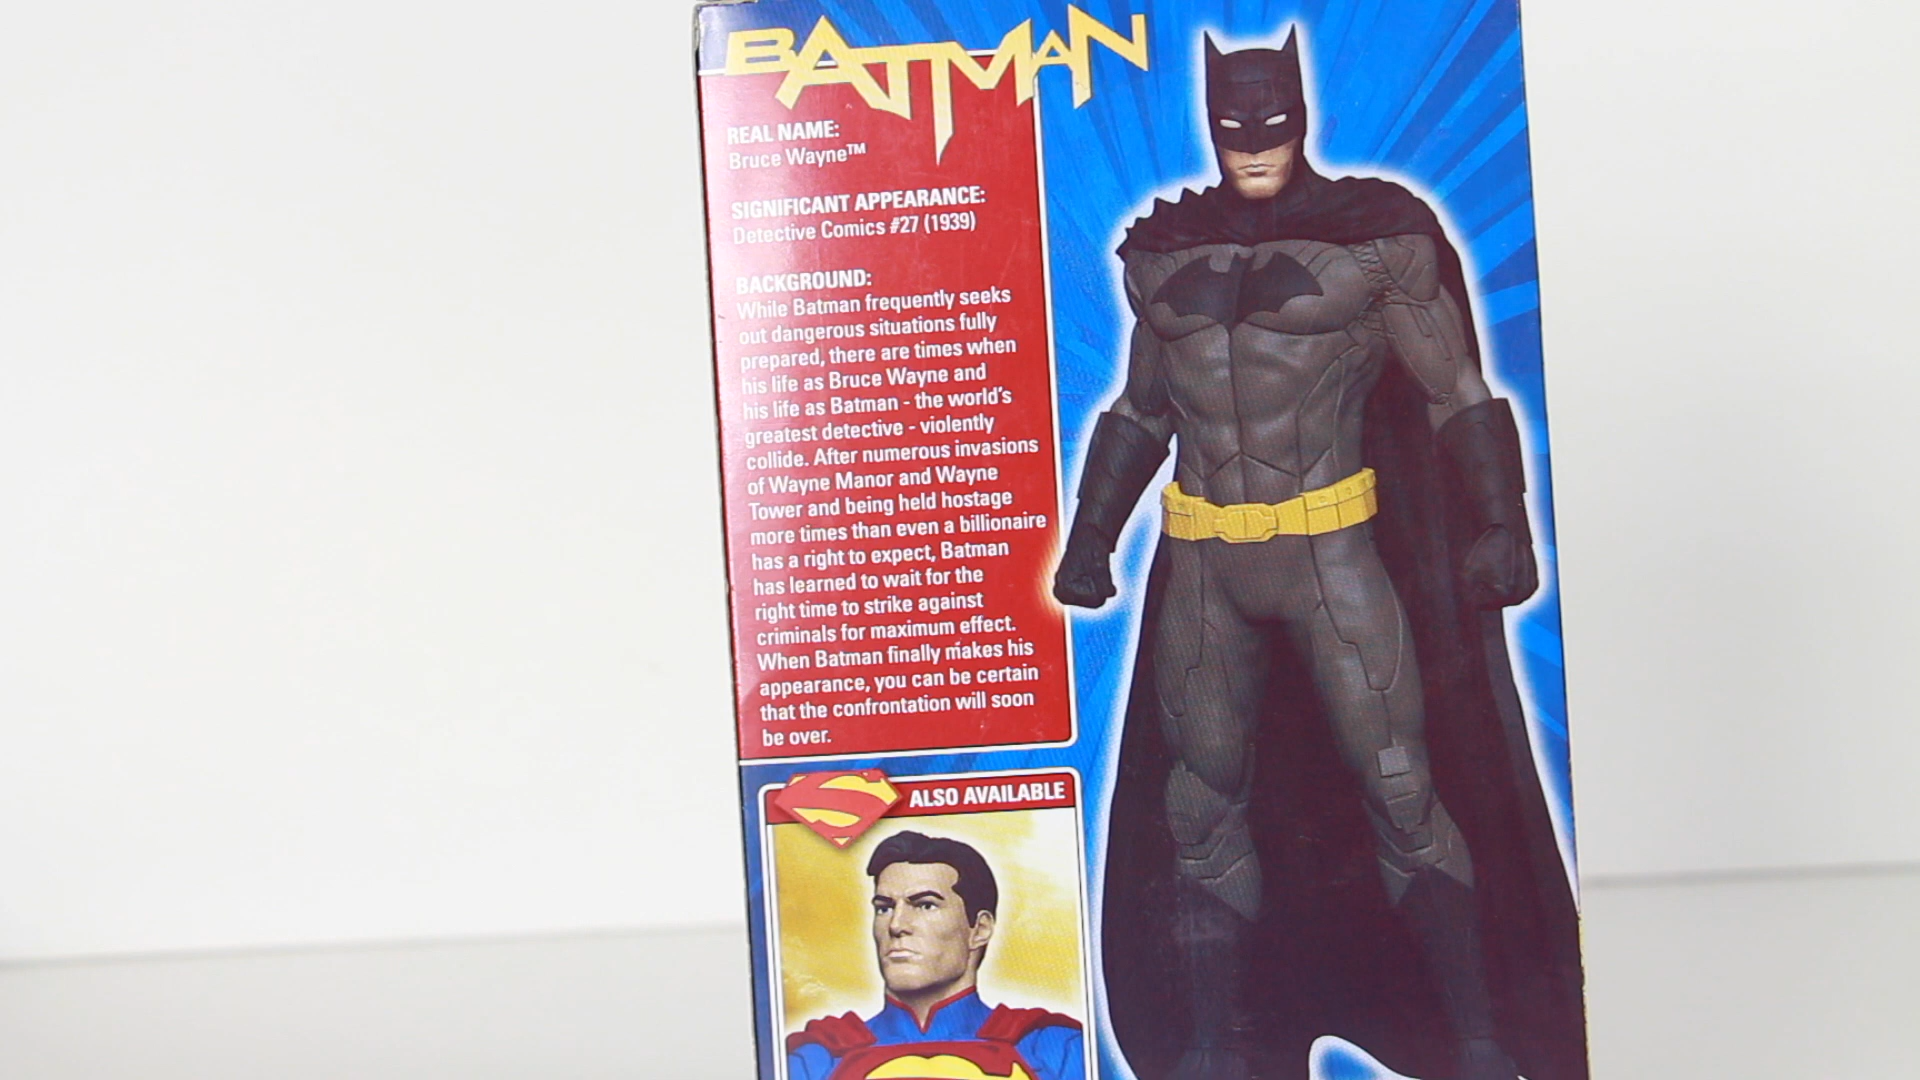 BATMAN
REAL NAME:
Bruce Wayne™
SIGNIFICANT APPEARANCE:
Detective Comics #27 (1939)
BACKGROUND:
While Batman frequently seeks
out dangerous situations fully
prepared, there are times when
his life as Bruce Wayne and
his life as Batman - the world's
greatest detective - violently
collide. After numerous invasions
of Wayne Manor and Wayne
Tower and being held hostage
more times than even a billionaire
has a right to expect, Batman
has learned to wait for the
right time to strike against
criminals for maximum effect.
When Batman finally makes his
appearance, you can be certain
that the confrontation will soon
be over.
S ALSO AVAILABLE